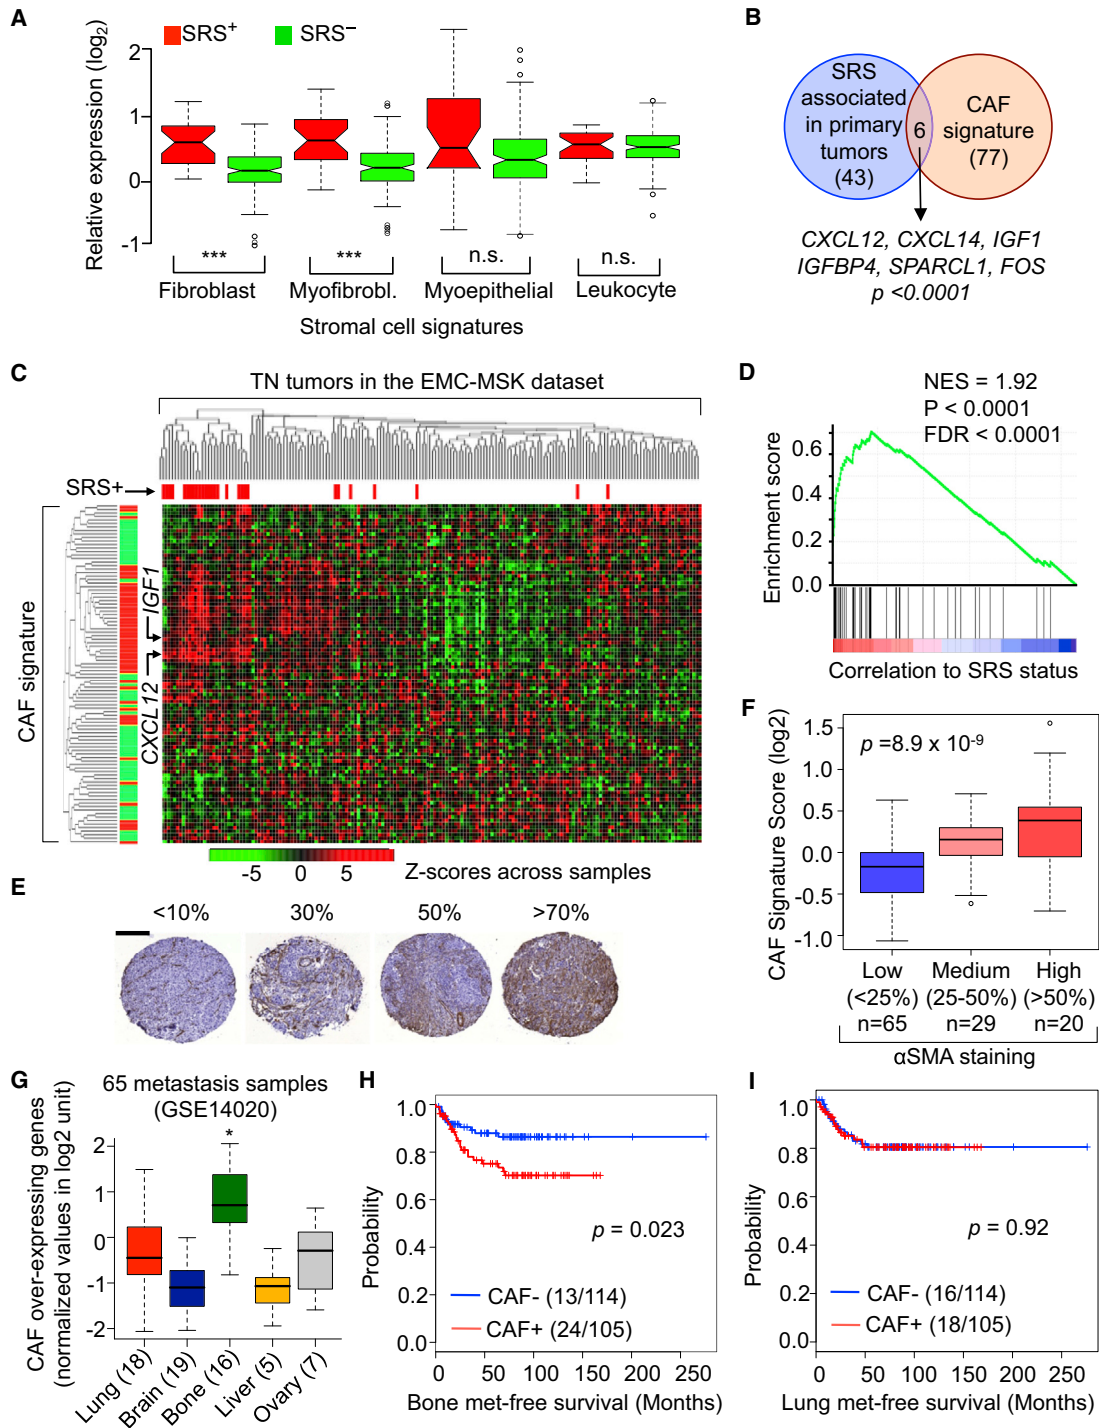 A
SRS+
SRS−
Relative expression (log2)
2
1
0
-1
***
***
n.s.
n.s.
Fibroblast
Myofibrobl.
Myoepithelial
Leukocyte
Stromal cell signatures
B
SRS
associated
in primary
tumors
(43)
6
CAF
signature
(77)
CXCL12, CXCL14, IGF1
IGFBP4, SPARCL1, FOS
p <0.0001
C
TN tumors in the EMC-MSK dataset
SRS+
CAF signature
IGF1
CXCL12
-5
0
5
Z-scores across samples
D
NES = 1.92
P < 0.0001
FDR < 0.0001
Enrichment score
0.6
0.4
0.2
0.0
Correlation to SRS status
E
<10%
30%
50%
>70%
F
CAF Signature Score (log2)
1.5
1.0
0.5
0.0
-0.5
-1.0
p =8.9 x 10-9
Low
(<25%)
n=65
Medium
(25-50%)
n=29
High
(>50%)
n=20
αSMA staining
G
65 metastasis samples
(GSE14020)
CAF over-expressing genes
(normalized values in log2 unit)
2
1
0
-1
-2
*
Lung (18)
Brain (19)
Bone (16)
Liver (5)
Ovary (7)
H
Probability
1.0
0.8
0.6
0.4
0.2
0.0
p = 0.023
CAF- (13/114)
CAF+ (24/105)
0 50 100 150 200 250
Bone met-free survival (Months)
I
Probability
1.0
0.8
0.6
0.4
0.2
0.0
p = 0.92
CAF- (16/114)
CAF+ (18/105)
0 50 100 150 200 250
Lung met-free survival (Months)